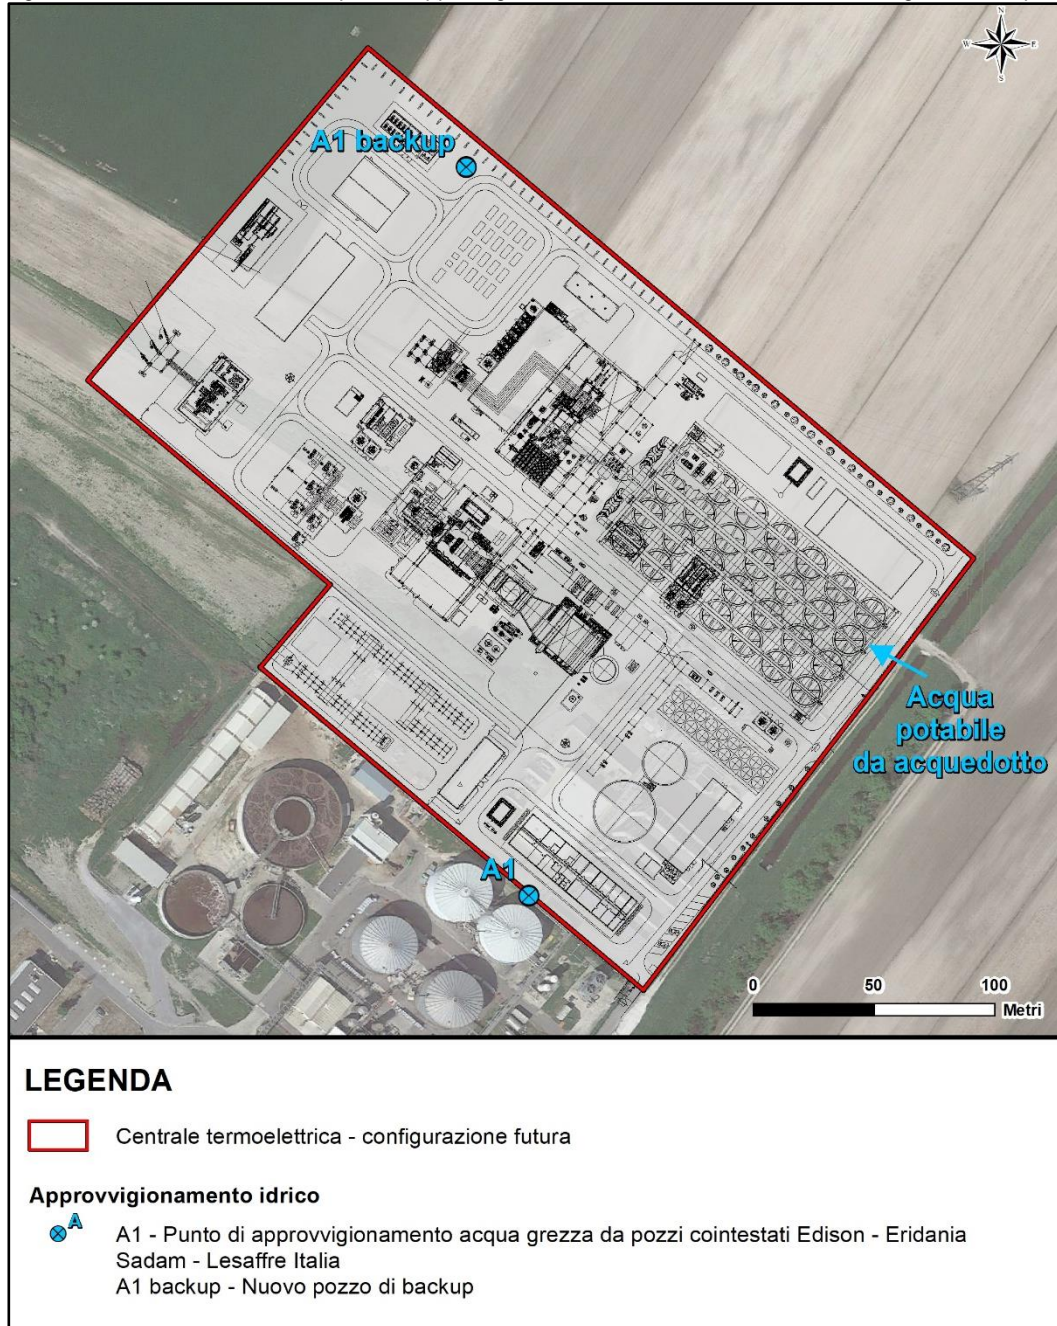 N
W E
S
A1 backup
Acqua
potabile
da acquedotto
A1
0 50 100
Metri
LEGENDA
Centrale termoelettrica - configurazione futura
Approvvigionamento idrico
A
A1 - Punto di approvvigionamento acqua grezza da pozzi cointestati Edison - Eridania
Sadam - Lesaffre Italia
A1 backup - Nuovo pozzo di backup